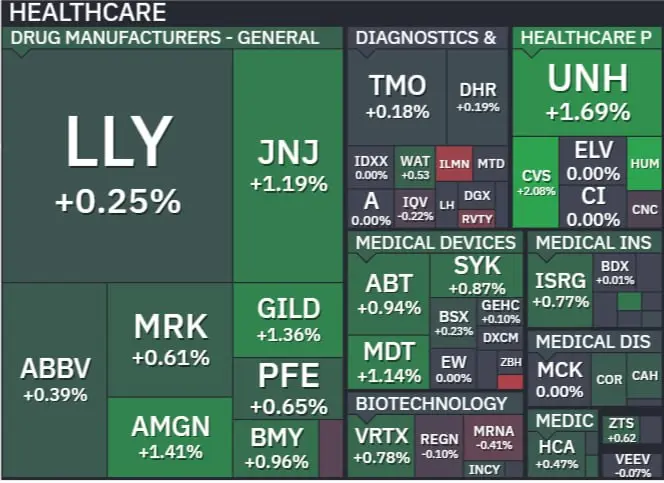 HEALTHCARE
DRUG MANUFACTURERS - GENERAL
LLY
+0.25%
JNJ
+1.19%
ABBV
+0.39%
MRK
+0.61%
AMGN
+1.41%
GILD
+1.36%
PFE
+0.65%
BMY
+0.96%
DIAGNOSTICS &
TMO
+0.18%
DHR
+0.19%
IDXX
0.00%
WAT
+0.53
ILMN
MTD
A
0.00%
IQV
-0.22%
LH
DGX
RVTY
HEALTHCARE P
UNH
+1.69%
CVS
+2.08%
ELV
0.00%
HUM
CI
0.00%
CNC
MEDICAL DEVICES
ABT
+0.94%
SYK
+0.87%
MDT
+1.14%
BSX
+0.23%
GEHC
+0.10%
DXCM
EW
0.00%
ZBH
MEDICAL INS
ISRG
+0.77%
BDX
+0.01%
MEDICAL DIS
MCK
0.00%
COR
CAH
BIOTECHNOLOGY
VRTX
+0.78%
REGN
-0.10%
MRNA
-0.41%
INCY
MEDIC
HCA
+0.47%
ZTS
+0.62
VEEV
-0.07%